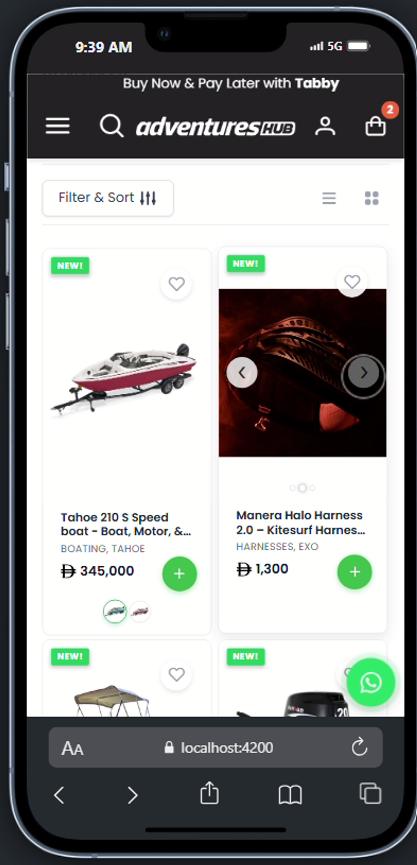 9:39 AM
5G
Buy Now & Pay Later with Tabby
adventures HUB
2
Filter & Sort
NEW!
NEW!
Tahoe 210 S Speed
boat - Boat, Motor, &...
BOATING, TAHOE
345,000
+
Manera Halo Harness
2.0 – Kitesurf Harnes...
HARNESSES, EXO
1,300
+
NEW!
NEW!
20
AA
localhost:4200